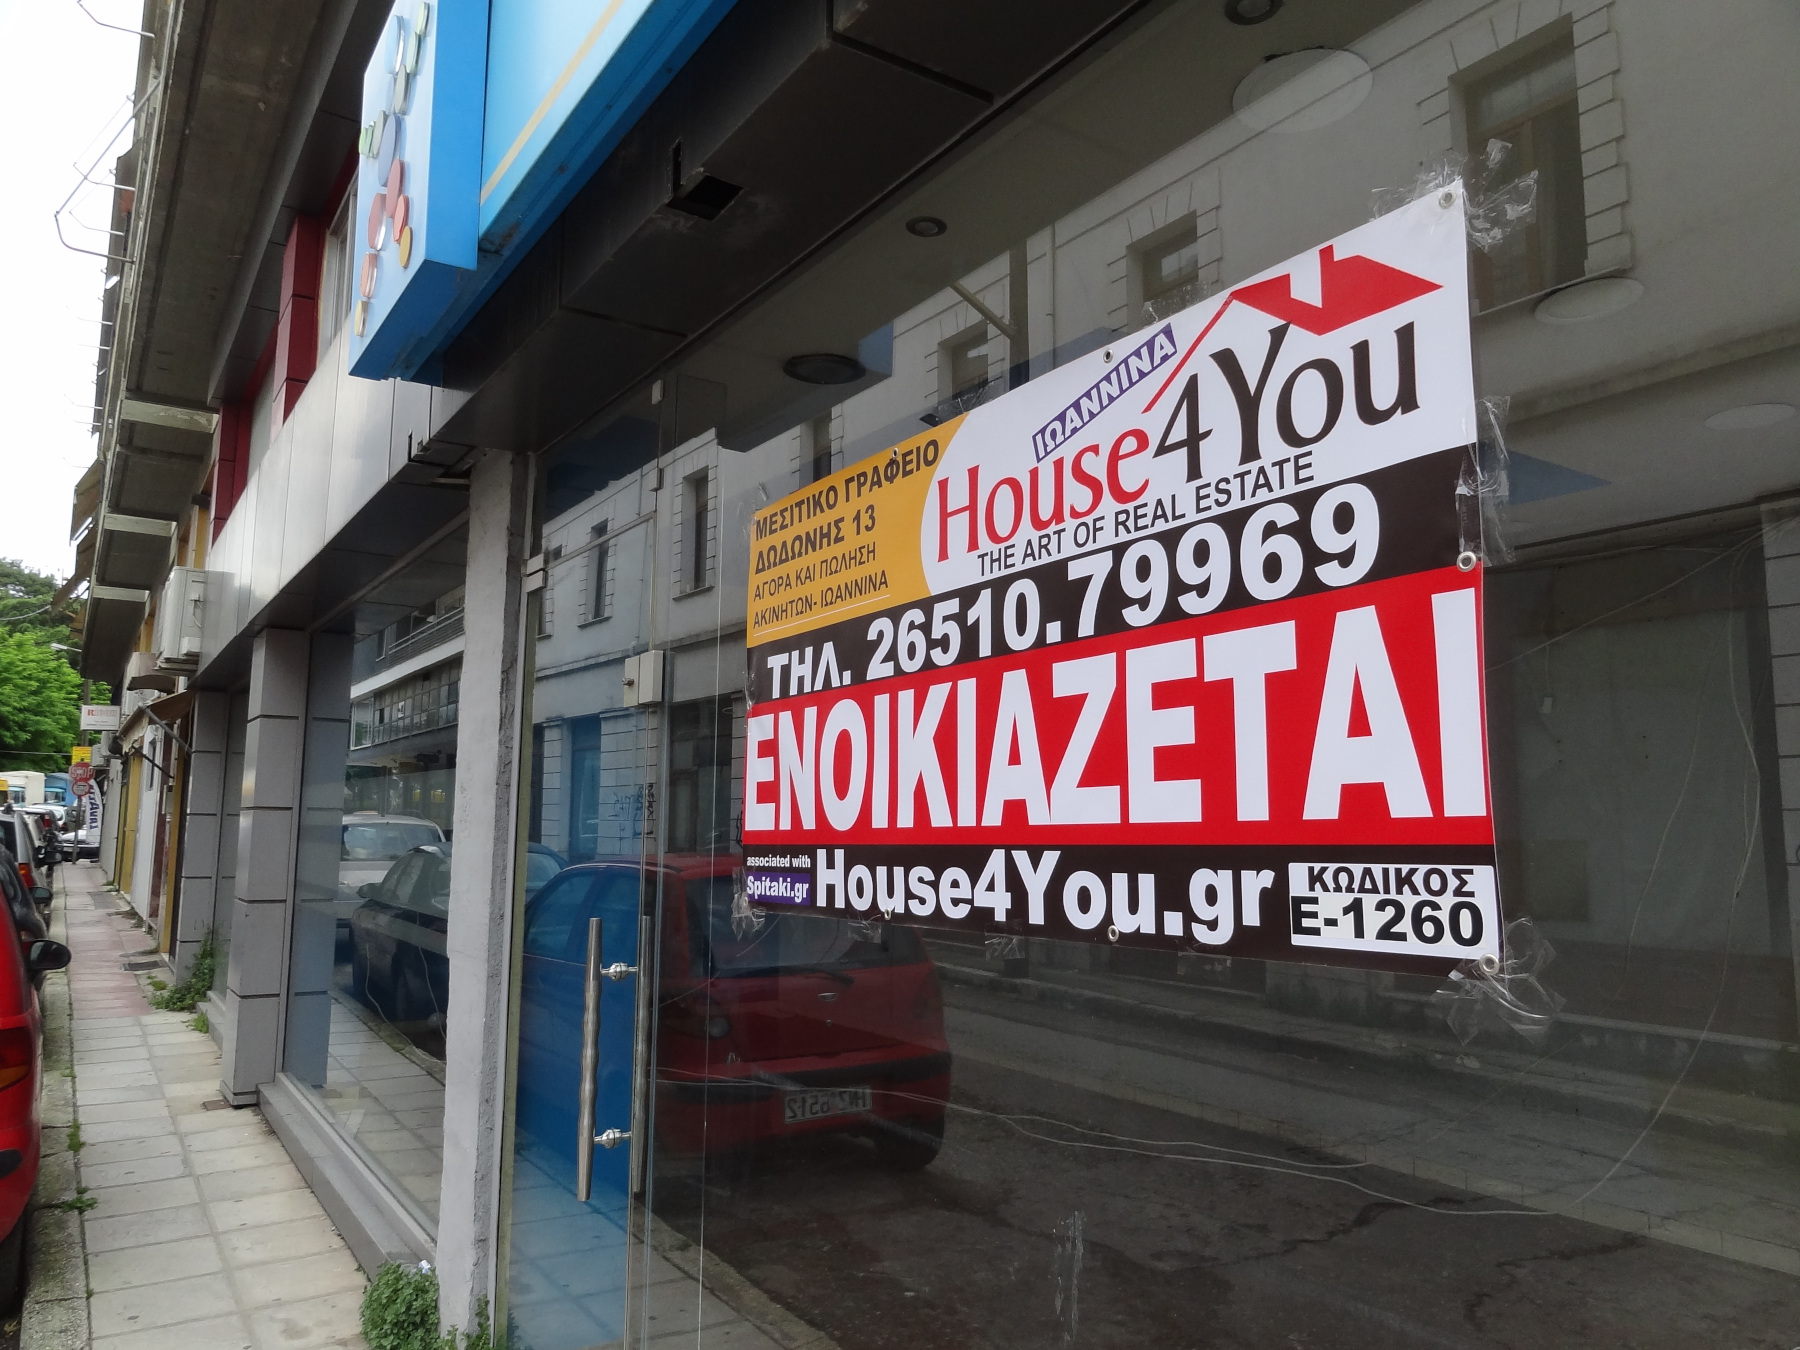 ΙΩΑΝΝΙΝΑ
House4You
THE ART OF REAL ESTATE
ΜΕΣΙΤΙΚΟ ΓΡΑΦΕΙΟ
ΔΩΔΩΝΗΣ 13
ΑΓΟΡΑ ΚΑΙ ΠΩΛΗΣΗ
ΑΚΙΝΗΤΩΝ- ΙΩΑΝΝΙΝΑ
ΤΗΛ. 26510.79969
ΕΝΟΙΚΙΑΖΕΤΑΙ
associated with
Spitaki.gr
House4You.gr
ΚΩΔΙΚΟΣ
Ε-1260